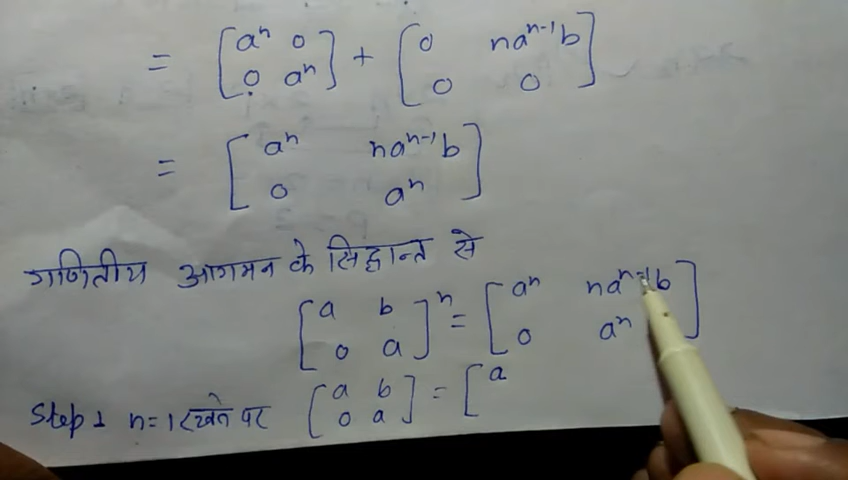 = [aⁿ 0 + [0 naⁿ⁻¹b]
0 aⁿ] 0 0
= [aⁿ naⁿ⁻¹b]
0 aⁿ
गणितीय आगमन के सिद्धान्त से
[a b]ⁿ = [aⁿ naⁿ⁻¹b]
0 a 0 aⁿ
Step 1 n=1 रखने पर [a b] = [a
0 a